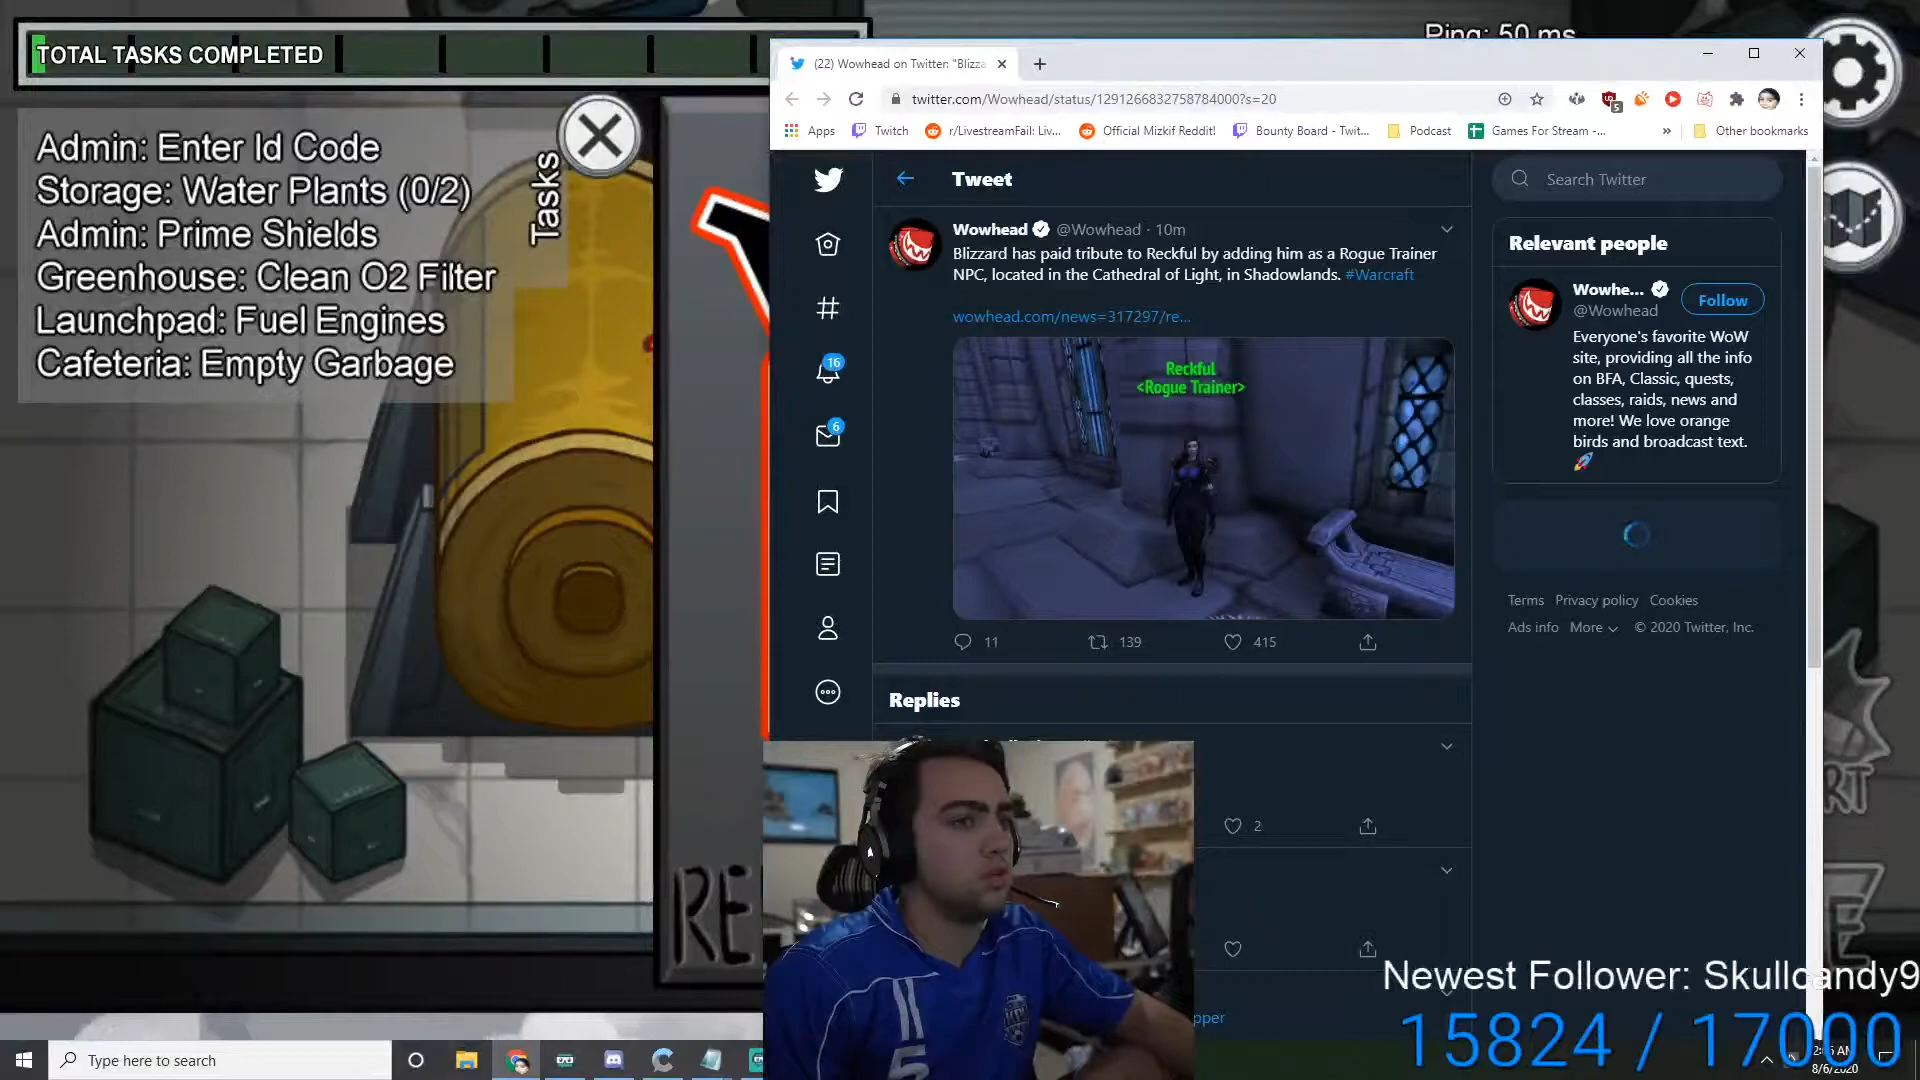 TOTAL TASKS COMPLETED
Admin: Enter Id Code
Storage: Water Plants (0/2)
Admin: Prime Shields
Greenhouse: Clean O2 Filter
Launchpad: Fuel Engines
Cafeteria: Empty Garbage
Tasks
Ping: 50 ms
(22) Wowhead on Twitter: "Blizza
twitter.com/Wowhead/status/1291266832758784000?s=20
5
Apps
Twitch
r/LivestreamFail: Liv...
Official Mizkif Reddit!
Bounty Board - Twit...
Podcast
Games For Stream -...
»
Other bookmarks
Tweet
Search Twitter
Wowhead @Wowhead · 10m
Blizzard has paid tribute to Reckful by adding him as a Rogue Trainer
NPC, located in the Cathedral of Light, in Shadowlands. #Warcraft
wowhead.com/news=317297/re...
Reckful
<Rogue Trainer>
11
139
415
16
6
Replies
2
pper
Relevant people
Wowhe...
@Wowhead
Follow
Everyone's favorite WoW
site, providing all the info
on BFA, Classic, quests,
classes, raids, news and
more! We love orange
birds and broadcast text.
Terms Privacy policy Cookies
Ads info More © 2020 Twitter, Inc.
RE
Newest Follower: Skullcandy9
15824 / 17000
Type here to search
8/6/2020